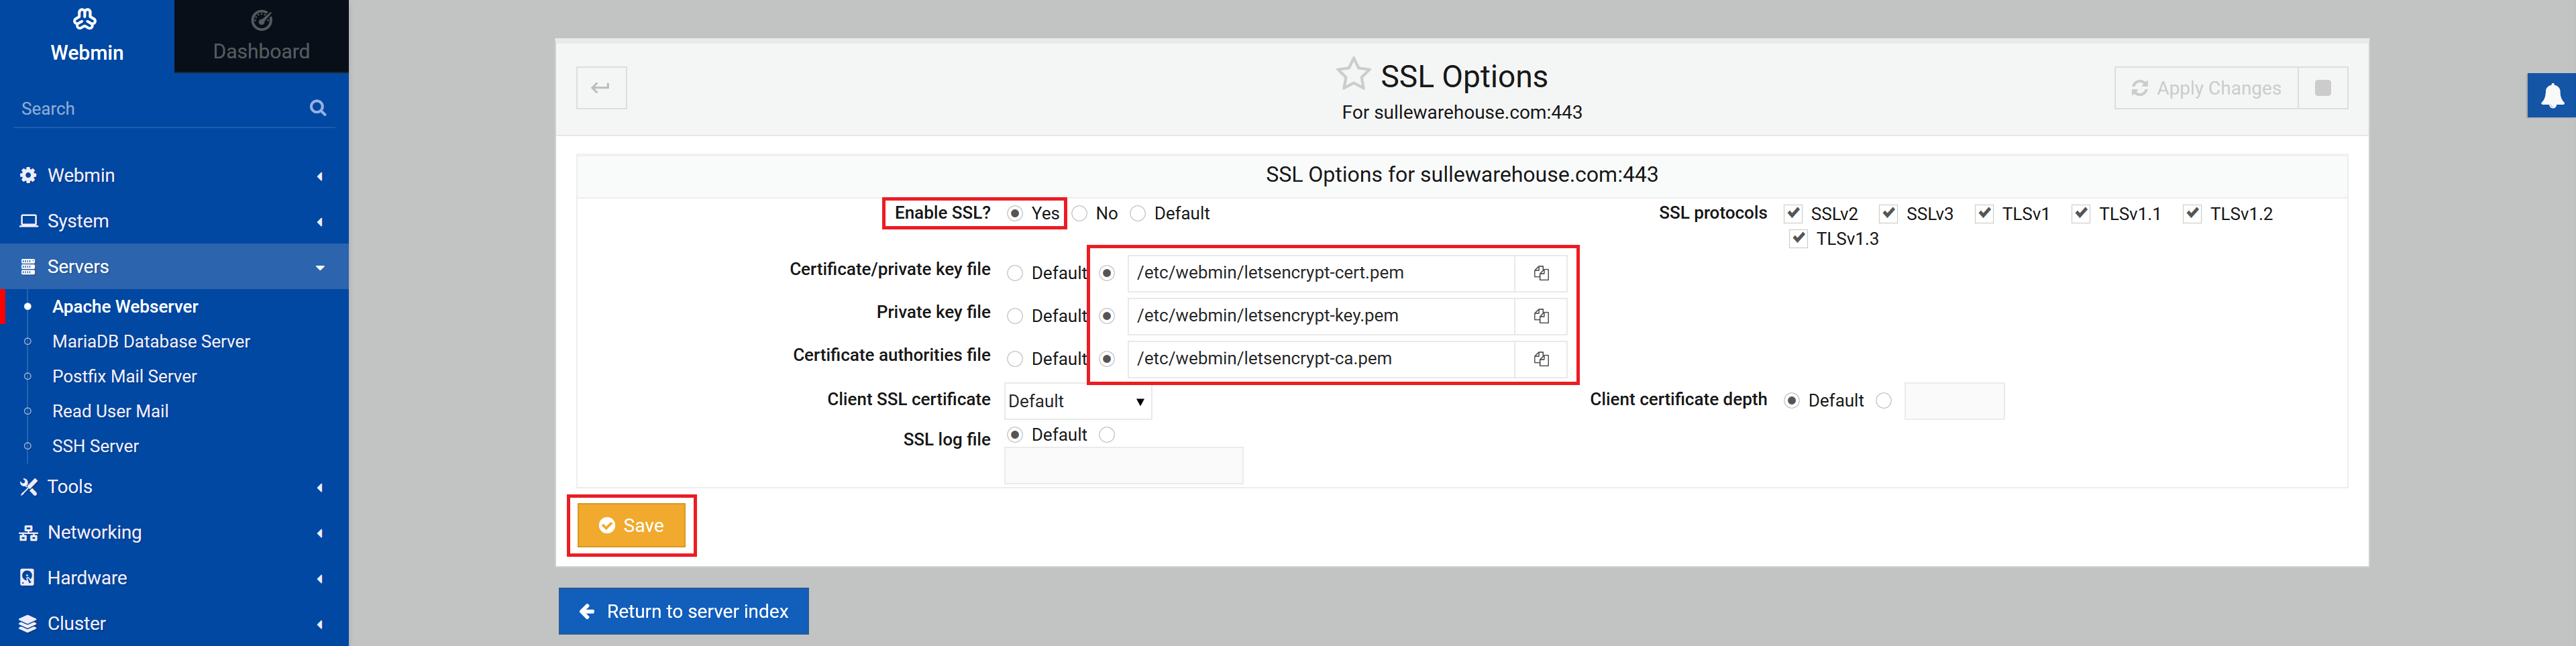 Webmin
Dashboard
Search
Webmin
System
Servers
Apache Webserver
MariaDB Database Server
Postfix Mail Server
Read User Mail
SSH Server
Tools
Networking
Hardware
Cluster
SSL Options
For sullewarehouse.com:443
Apply Changes
SSL Options for sullewarehouse.com:443
Enable SSL? Yes No Default
SSL protocols SSLv2 SSLv3 TLSv1 TLSv1.1 TLSv1.2
TLSv1.3
Certificate/private key file Default /etc/webmin/letsencrypt-cert.pem
Private key file Default /etc/webmin/letsencrypt-key.pem
Certificate authorities file Default /etc/webmin/letsencrypt-ca.pem
Client SSL certificate Default
Client certificate depth Default
SSL log file Default
Save
Return to server index